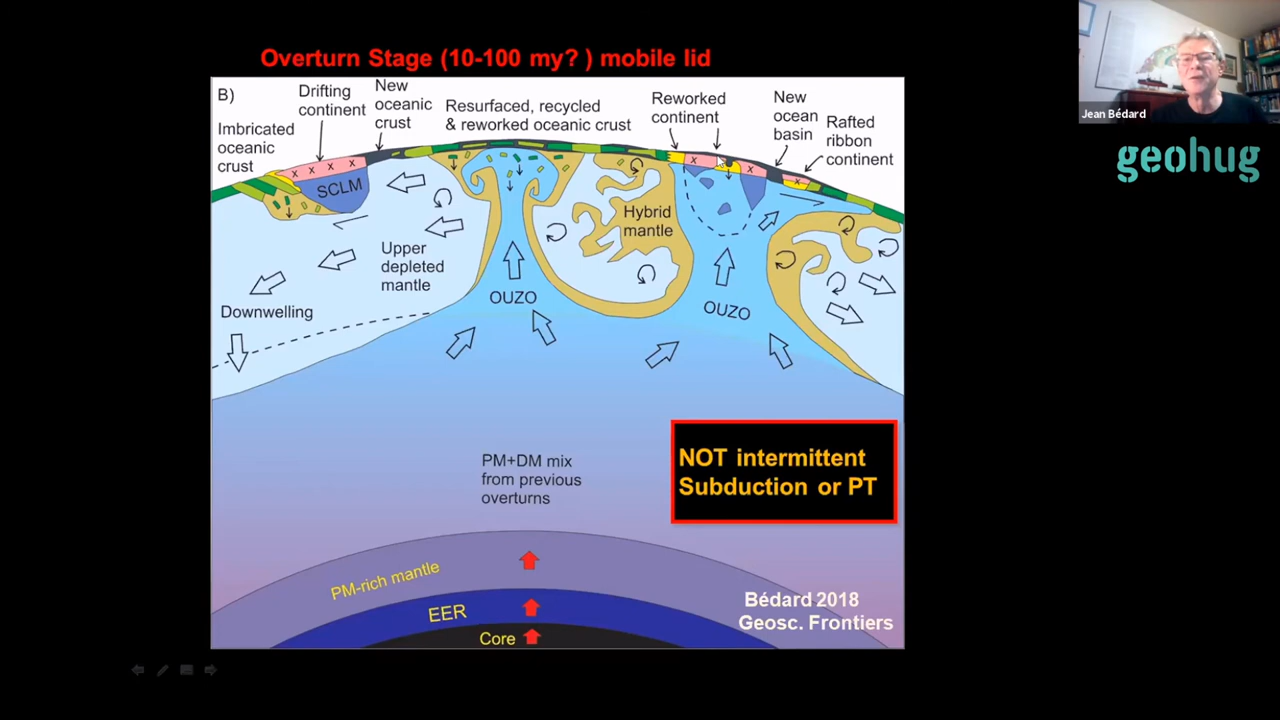 Overturn Stage (10-100 my? ) mobile lid
Jean Bédard
geohug
B)
Drifting
continent
New
oceanic
crust
Resurfaced, recycled
& reworked oceanic crust
Reworked
continent
New
ocean
basin
Rafted
ribbon
continent
Imbricated
oceanic
crust
x x x x
SCLM
x
x
x
Hybrid
mantle
Upper
depleted
mantle
OUZO
OUZO
Downwelling
PM+DM mix
from previous
overturns
NOT intermittent
Subduction or PT
PM-rich mantle
EER
Core
Bédard 2018
Geosc. Frontiers